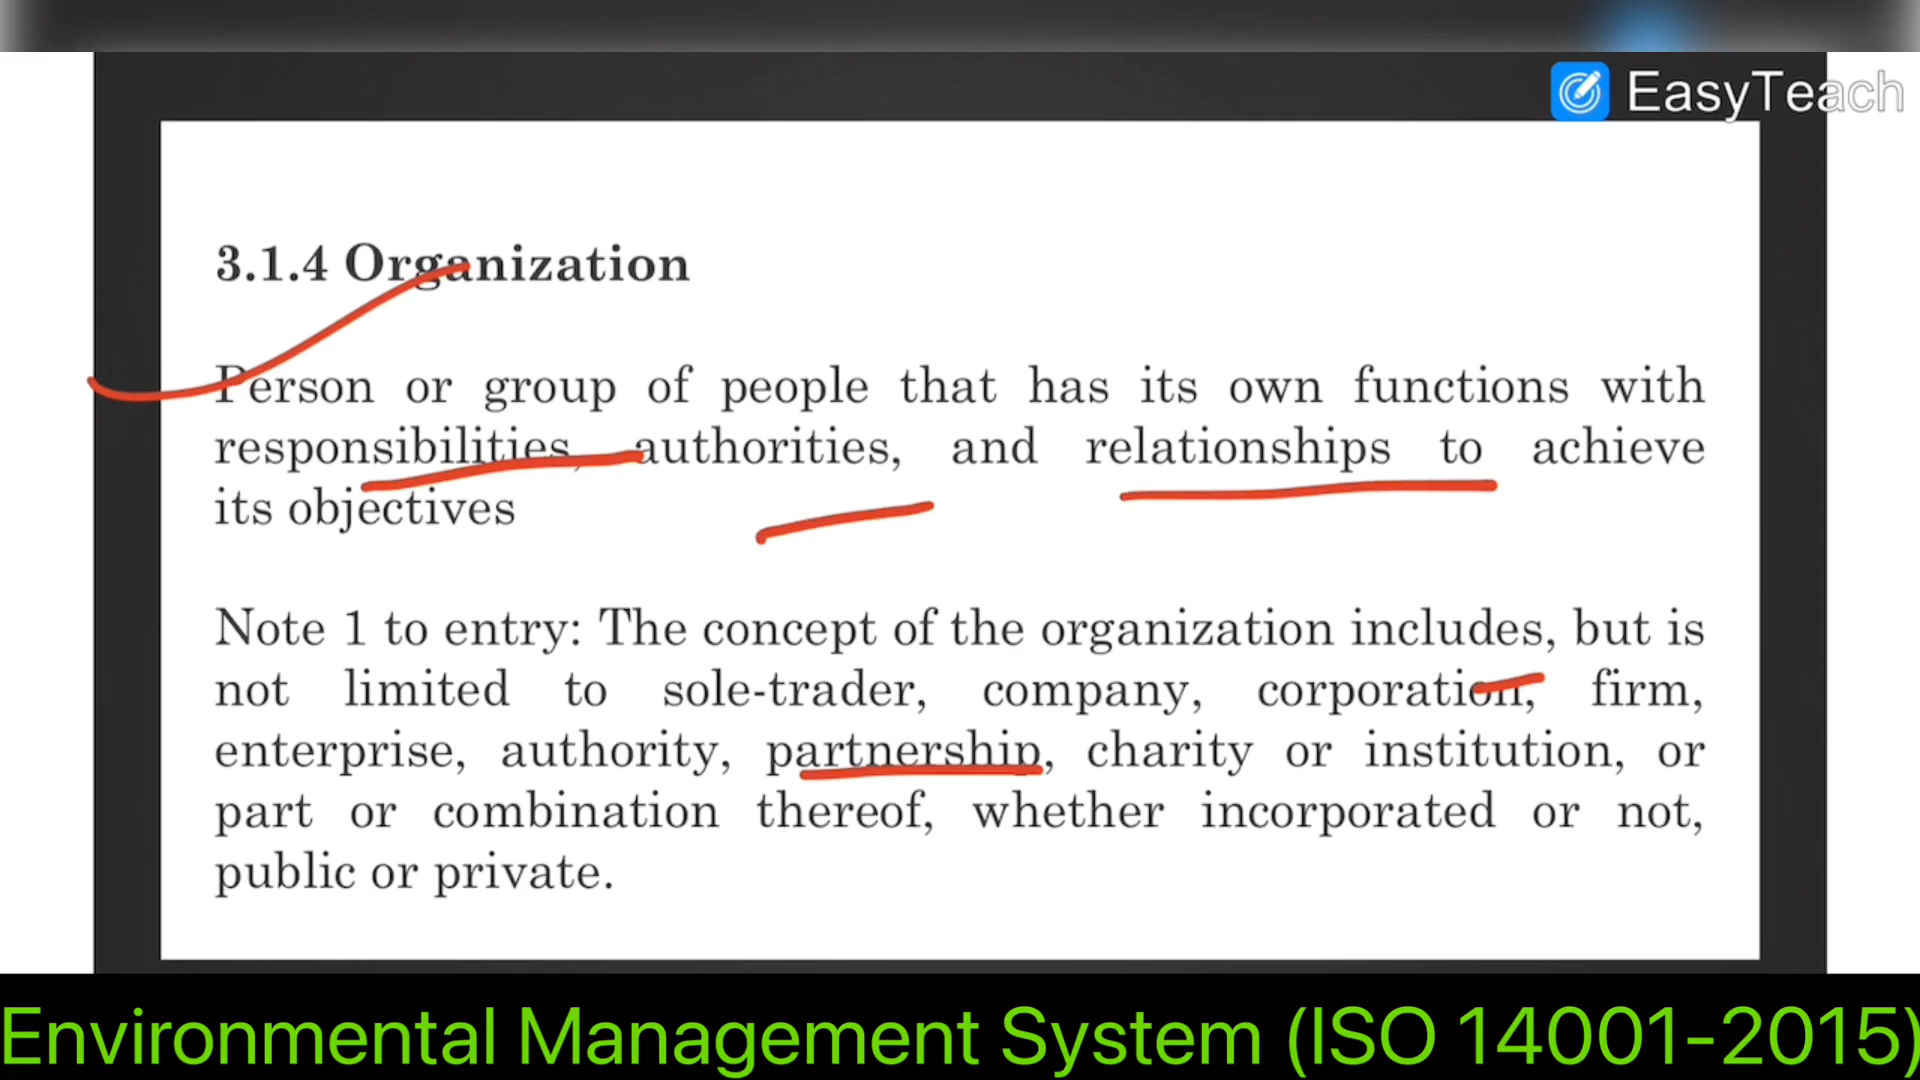 EasyTeach
3.1.4 Organization
Person or group of people that has its own functions with
responsibilities, authorities, and relationships to achieve
its objectives
Note 1 to entry: The concept of the organization includes, but is
not limited to sole-trader, company, corporation, firm,
enterprise, authority, partnership, charity or institution, or
part or combination thereof, whether incorporated or not,
public or private.
Environmental Management System (ISO 14001-2015)